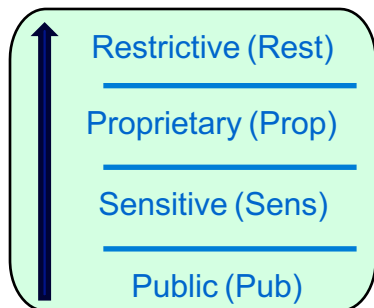 Restrictive (Rest)
Proprietary (Prop)
Sensitive (Sens)
Public (Pub)